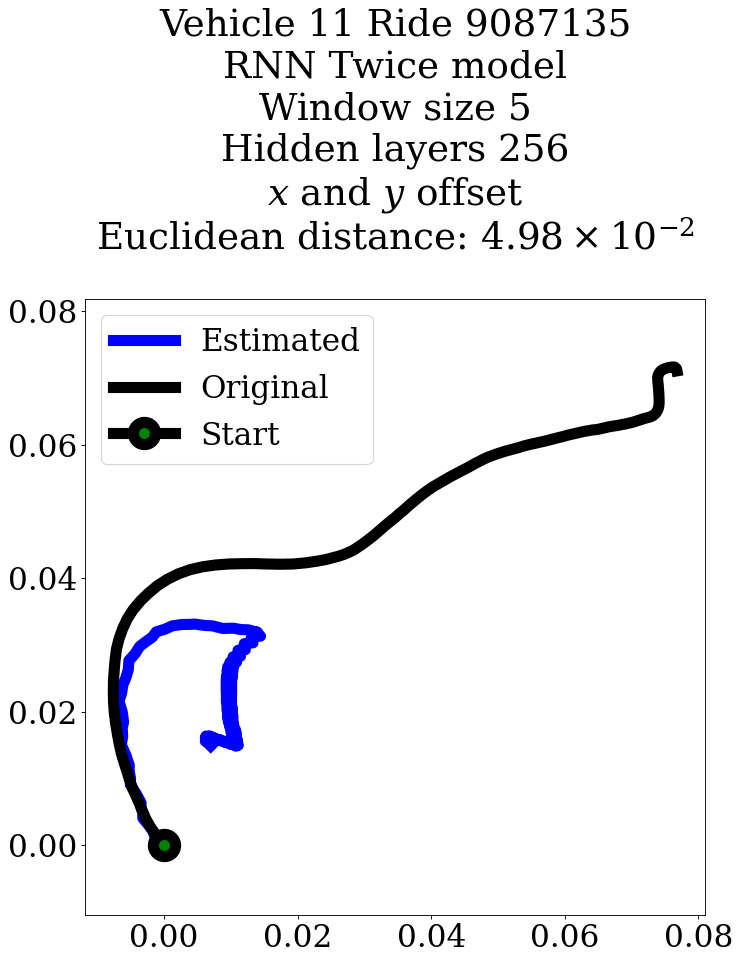 Vehicle 11 Ride 9087135
RNN Twice model
Window size 5
Hidden layers 256
x and y offset
Euclidean distance: 4.98 × 10⁻²
Estimated
Original
Start
0.08
0.06
0.04
0.02
0.00
0.00 0.02 0.04 0.06 0.08